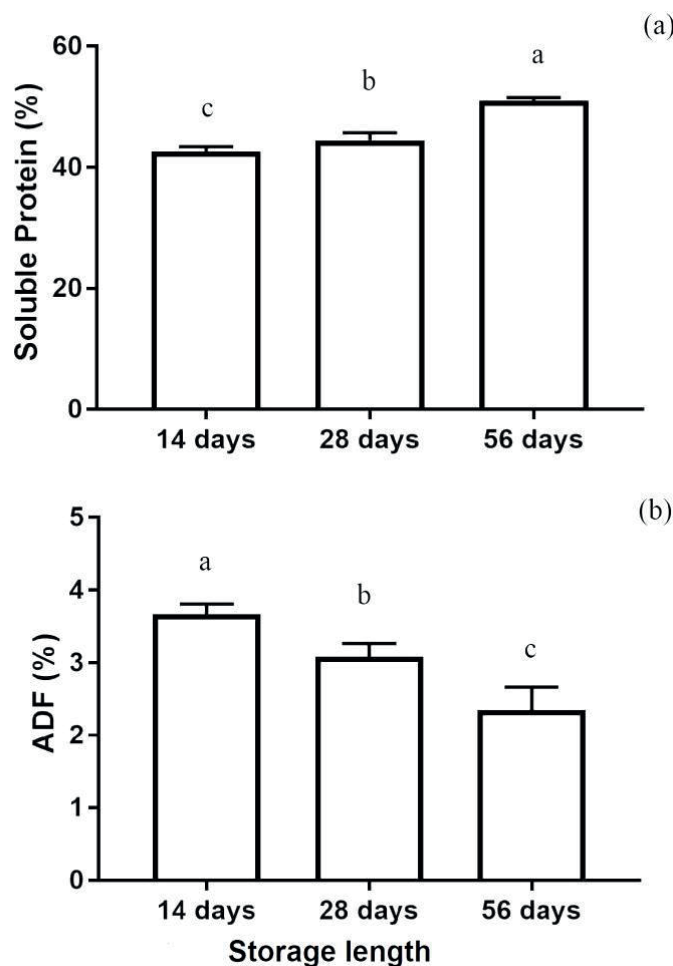 (a)
Soluble Protein (%)
60
40
20
0
c
b
a
14 days 28 days 56 days
(b)
ADF (%)
5
4
3
2
1
0
a
b
c
14 days 28 days 56 days
Storage length